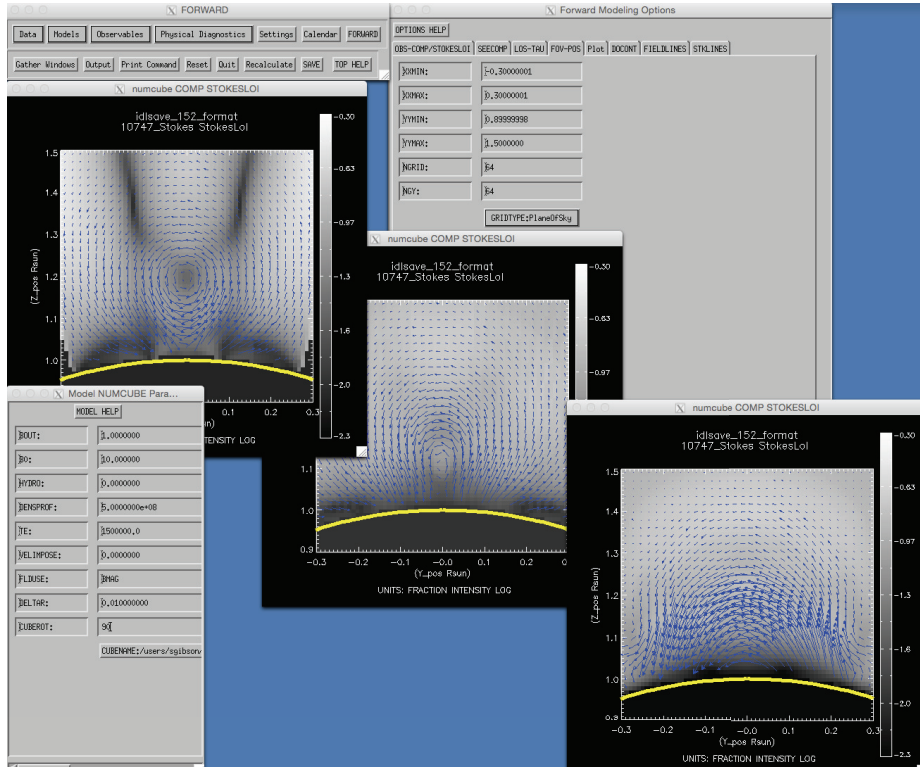 FORWARD
Data Models Observables Physical Diagnostics Settings Calendar FORWARD
Gather Windows Output Print Command Reset Quit Recalculate SAVE TOP HELP
Forward Modeling Options
OPTIONS HELP
OBS-COMP/STOKESLOI SEECOMP LOS-TAU FOV-POS Plot DOCONT FIELDLINES STKLINES
XXMIN: -0.30000001
XXMAX: 0.30000001
YYMIN: 0.89999998
YYMAX: 1.5000000
NGRID: 64
NGY: 64
GRIDTYPE:PlaneOfSky
numcube COMP STOKESLOI
idlsave_152_format
10747_Stokes StokesLoI
1.5
1.4
1.3
1.2
1.1
1.0
(Z_pos Rsun)
0.1 0.2 0.3
Rsun)
TENSITY LOG
-0.30
-0.63
-0.97
-1.3
-1.6
-2.0
-2.3
numcube COMP STOKESLOI
idlsave_152_format
10747_Stokes StokesLoI
1.1
1.0
0.9
-0.3 -0.2 -0.1 -0.0 0.1 0.2
(Y_pos Rsun)
UNITS: FRACTION INTENSITY LOG
-0.30
-0.63
-0.97
Model NUMCUBE Para...
MODEL HELP
BOUT: 1.0000000
BO: 10.000000
HYDRO: 0.0000000
DENSPROF: 5.0000000e+08
TE: 1500000.0
VELIMPOSE: 0.0000000
FLDUSE: BMAG
DELTAR: 0.010000000
CUBEROT: 90
CUBENAME:/users/sgibson
numcube COMP STOKESLOI
idlsave_152_format
10747_Stokes StokesLoI
1.5
1.4
1.3
1.2
1.1
1.0
0.9
(Z_pos Rsun)
-0.3 -0.2 -0.1 -0.0 0.1 0.2 0.3
(Y_pos Rsun)
UNITS: FRACTION INTENSITY LOG
-0.30
-0.63
-0.97
-1.3
-1.6
-2.0
-2.3